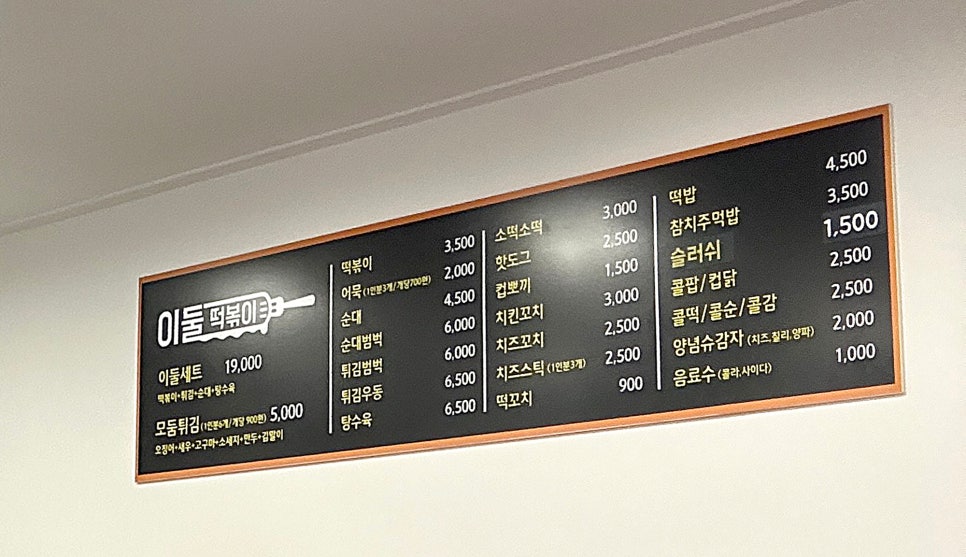 이둘 떡볶이
이둘세트 19,000
떡볶이+튀김+순대+탕수육
모둠튀김(1인분6개/개당 900원) 5,000
오징어+새우+고구마+소세지+만두+김말이
떡볶이 3,500
어묵(1인분3개/개당700원) 2,000
순대 4,500
순대범벅 6,000
튀김범벅 6,000
튀김우동 6,500
탕수육 6,500
소떡소떡 3,000
핫도그 2,500
컵뽀끼 1,500
치킨꼬치 3,000
치즈꼬치 2,500
치즈스틱(1인분3개) 2,500
떡꼬치 900
떡밥 4,500
참치주먹밥 3,500
슬러쉬 1,500
콜팝/컵닭 2,500
콜떡/콜순/콜감 2,500
양념슈감자 (치즈,칠리,양파) 2,000
음료수(콜라,사이다) 1,000